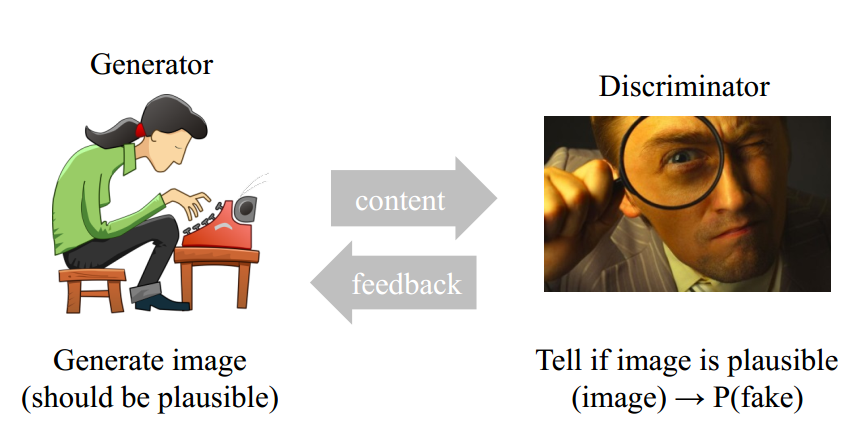 Generator
Discriminator
content
feedback
Generate image
(should be plausible)
Tell if image is plausible
(image) → P(fake)